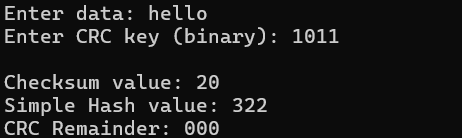 Enter data: hello
Enter CRC key (binary): 1011
Checksum value: 20
Simple Hash value: 322
CRC Remainder: 000